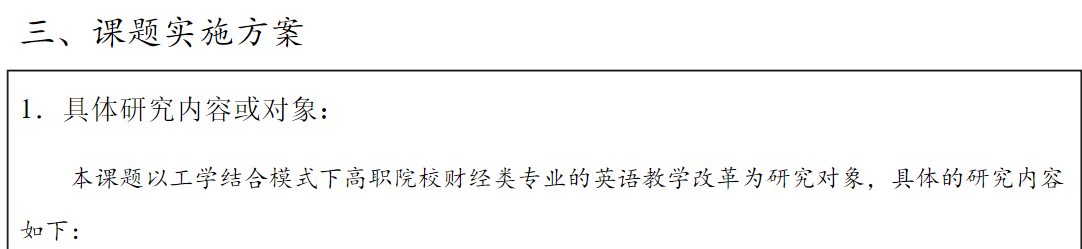 三、课题实施方案
1．具体研究内容或对象：
本课题以工学结合模式下高职院校财经类专业的英语教学改革为研究对象，具体的研究内容
如下：